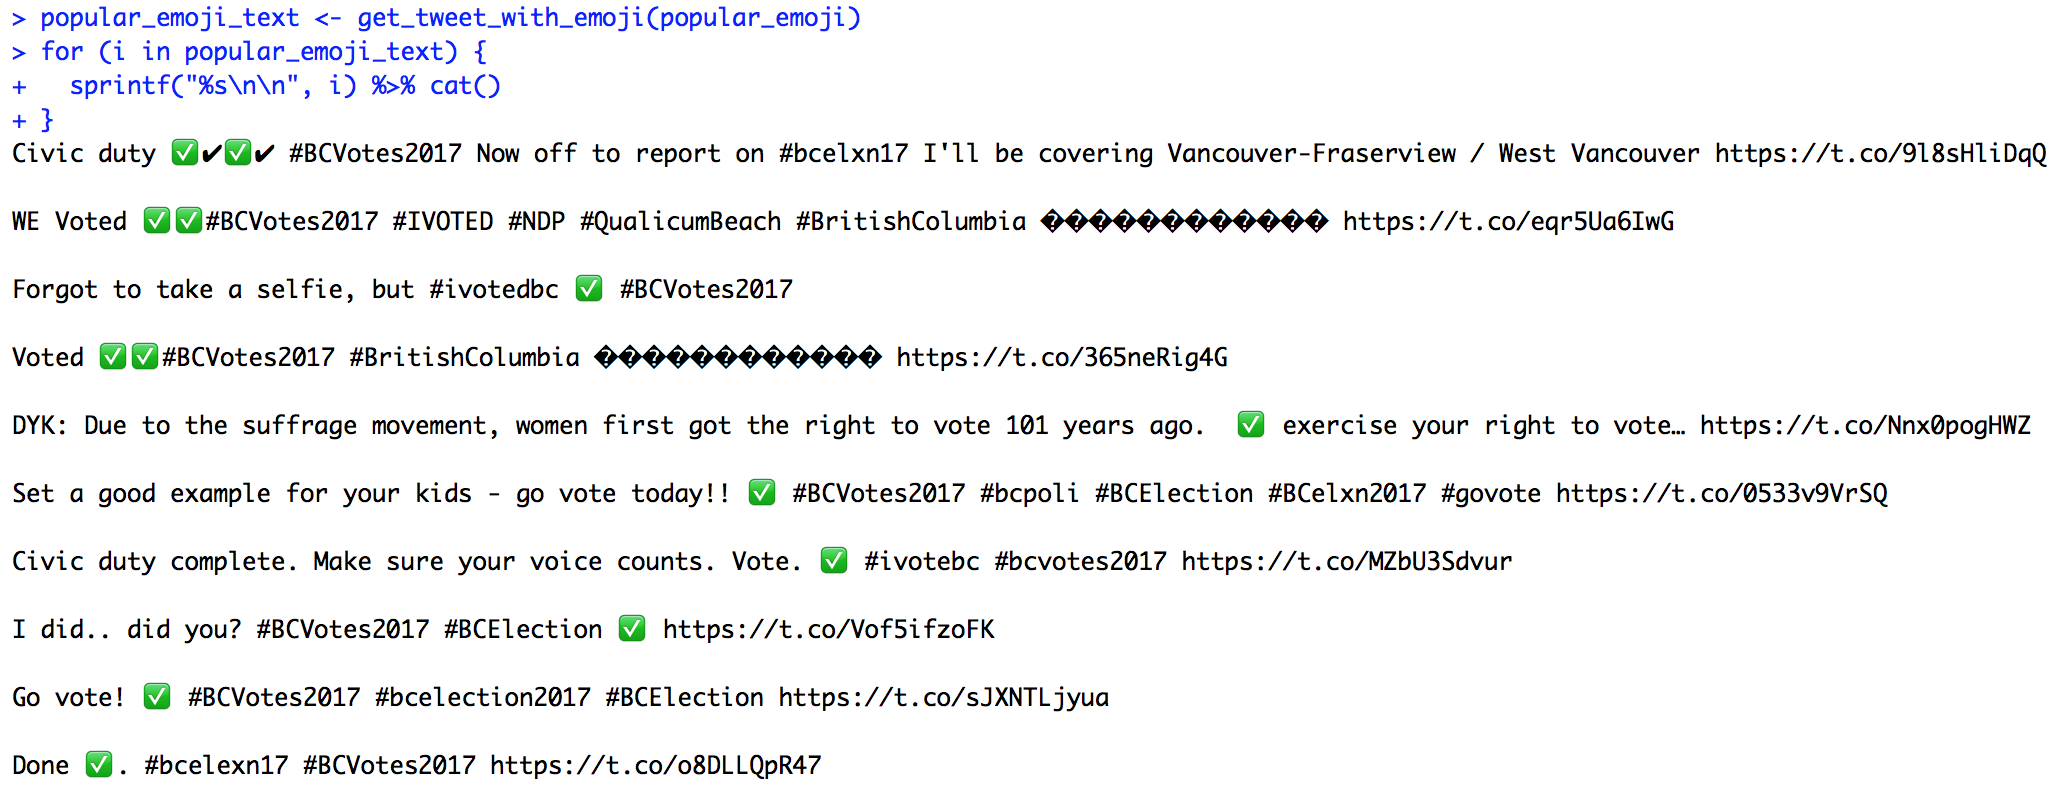 > popular_emoji_text <- get_tweet_with_emoji(popular_emoji)
> for (i in popular_emoji_text) {
+   sprintf("%s\n\n", i) %>% cat()
+ }
Civic duty ✅✔✅✔ #BCVotes2017 Now off to report on #bcelxn17 I'll be covering Vancouver-Fraserview / West Vancouver https://t.co/9l8sHliDqQ
WE Voted ✅✅#BCVotes2017 #IVOTED #NDP #QualicumBeach #BritishColumbia ������������ https://t.co/eqr5Ua6IwG
Forgot to take a selfie, but #ivotedbc ✅ #BCVotes2017
Voted ✅✅#BCVotes2017 #BritishColumbia ������������ https://t.co/365neRig4G
DYK: Due to the suffrage movement, women first got the right to vote 101 years ago.  ✅ exercise your right to vote… https://t.co/Nnx0pogHWZ
Set a good example for your kids - go vote today!! ✅ #BCVotes2017 #bcpoli #BCElection #BCelxn2017 #govote https://t.co/0533v9VrSQ
Civic duty complete. Make sure your voice counts. Vote. ✅ #ivotebc #bcvotes2017 https://t.co/MZbU3Sdvur
I did.. did you? #BCVotes2017 #BCElection ✅ https://t.co/Vof5ifzoFK
Go vote! ✅ #BCVotes2017 #bcelection2017 #BCElection https://t.co/sJXNTLjyua
Done ✅. #bcelexn17 #BCVotes2017 https://t.co/o8DLLQpR47